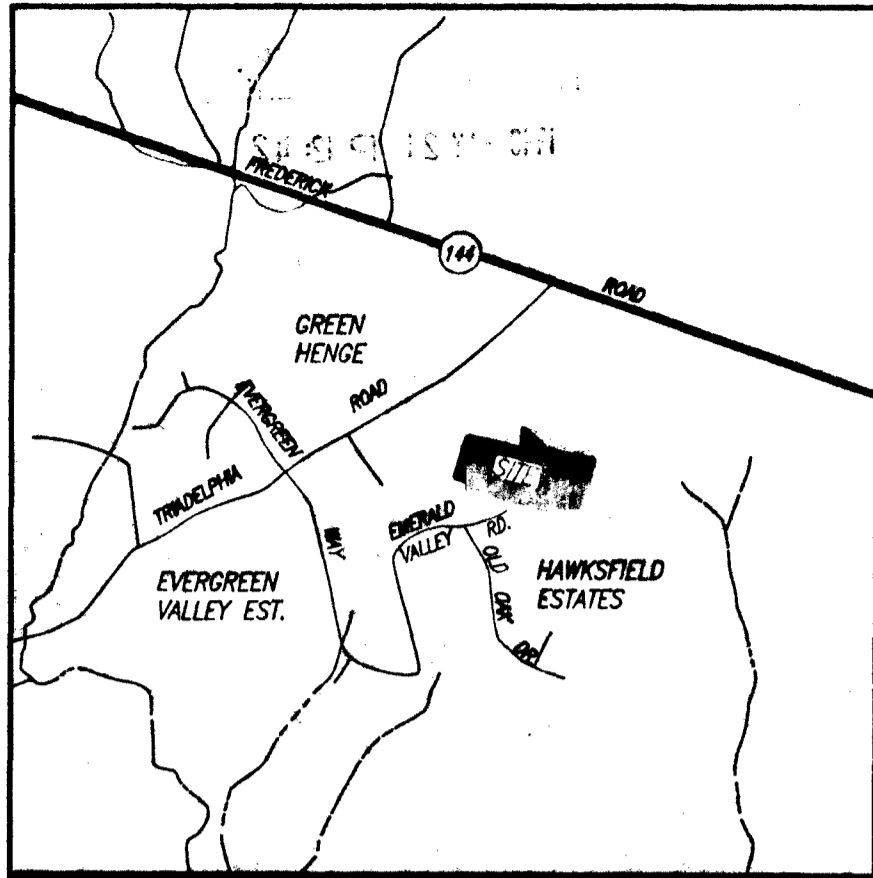 FREDERICK
144
ROAD
GREEN
HENGE
EVERGREEN
ROAD
SITE
TRIADELPHIA
WAY
EMERALD
VALLEY
RD.
OLD
OAK
DR.
EVERGREEN
VALLEY EST.
HAWKSFIELD
ESTATES